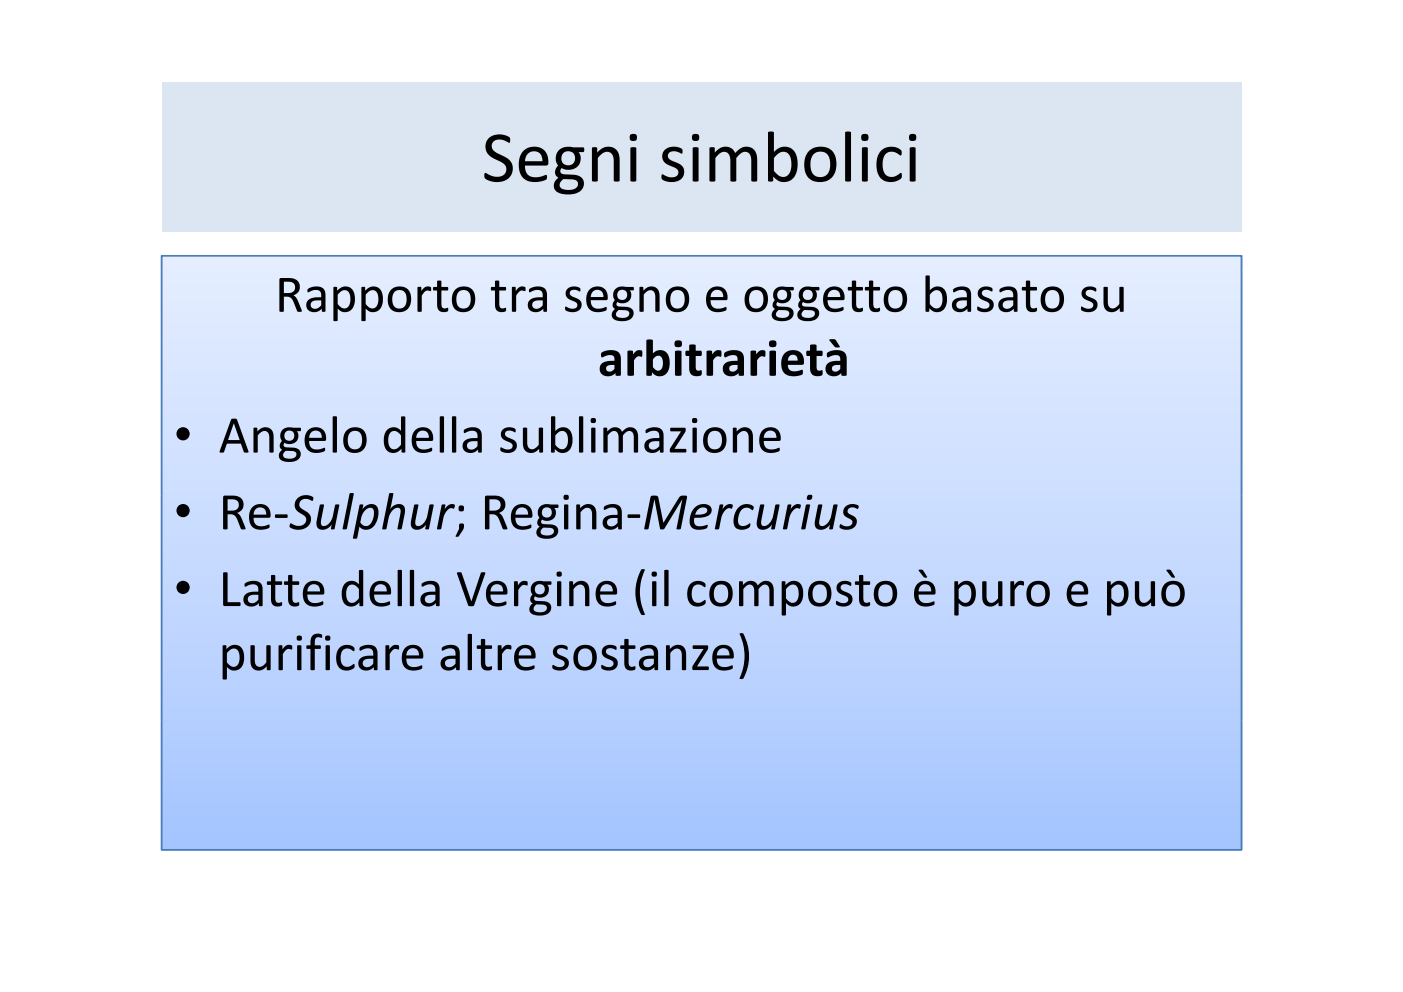 Segni simbolici
Rapporto tra segno e oggetto basato su
arbitrarietà
• Angelo della sublimazione
• Re-Sulphur; Regina-Mercurius
• Latte della Vergine (il composto è puro e può
purificare altre sostanze)